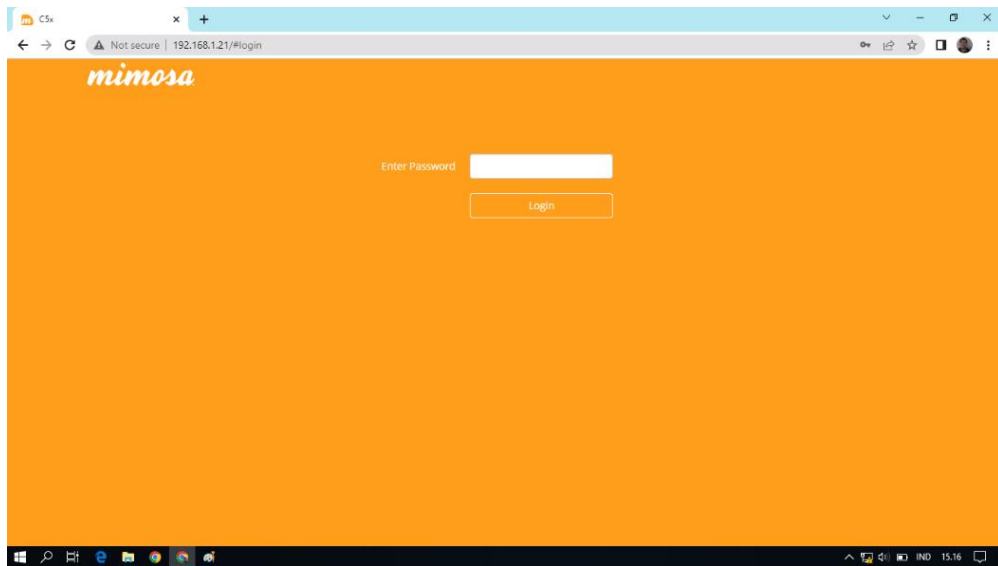 C5x
Not secure | 192.168.1.21/#login
mimosa
Enter Password
Login
IND 15.16